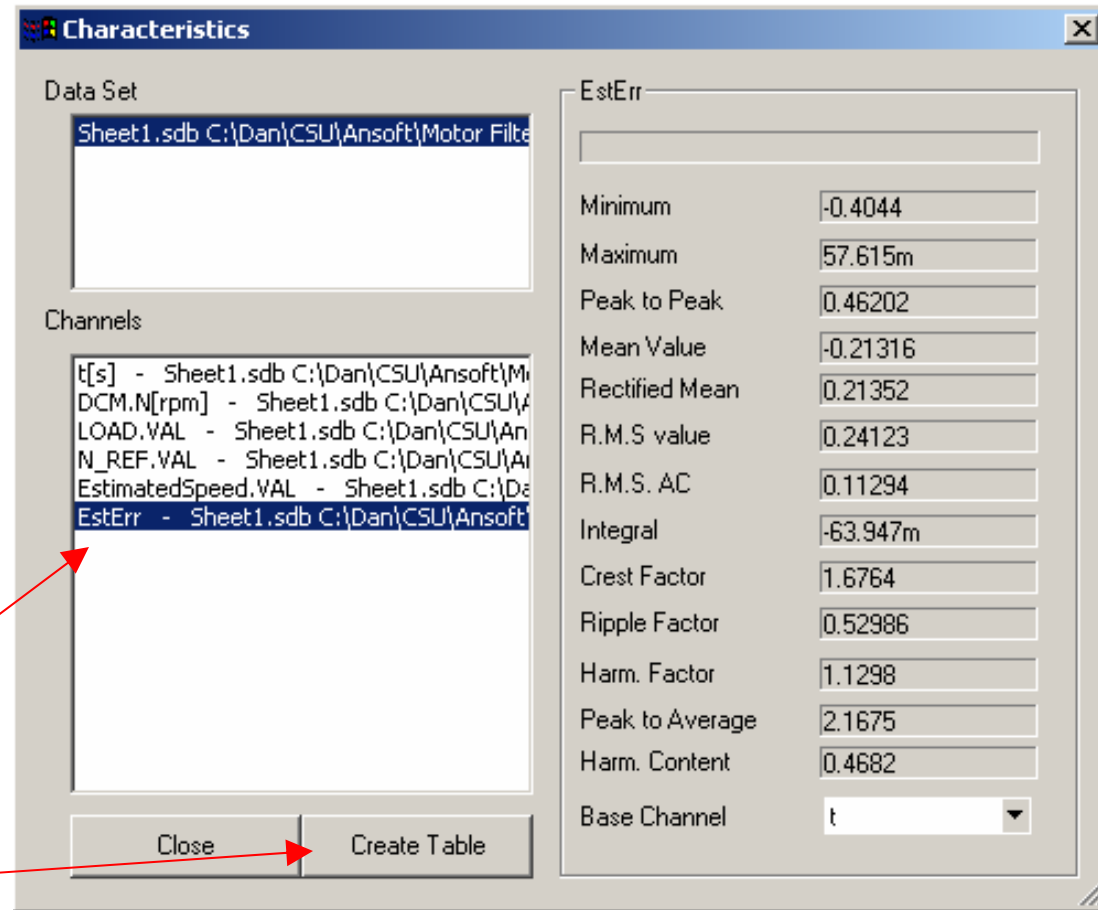 Characteristics
Data Set
Sheet1.sdb C:\Dan\CSU\Ansoft\Motor Filte
Channels
t[s] - Sheet1.sdb C:\Dan\CSU\Ansoft\M
DCM.N[rpm] - Sheet1.sdb C:\Dan\CSU\A
LOAD.VAL - Sheet1.sdb C:\Dan\CSU\An
N_REF.VAL - Sheet1.sdb C:\Dan\CSU\A
EstimatedSpeed.VAL - Sheet1.sdb C:\Da
EstErr - Sheet1.sdb C:\Dan\CSU\Ansoft\
Close
Create Table
EstErr
Minimum -0.4044
Maximum 57.615m
Peak to Peak 0.46202
Mean Value -0.21316
Rectified Mean 0.21352
R.M.S value 0.24123
R.M.S. AC 0.11294
Integral -63.947m
Crest Factor 1.6764
Ripple Factor 0.52986
Harm. Factor 1.1298
Peak to Average 2.1675
Harm. Content 0.4682
Base Channel t